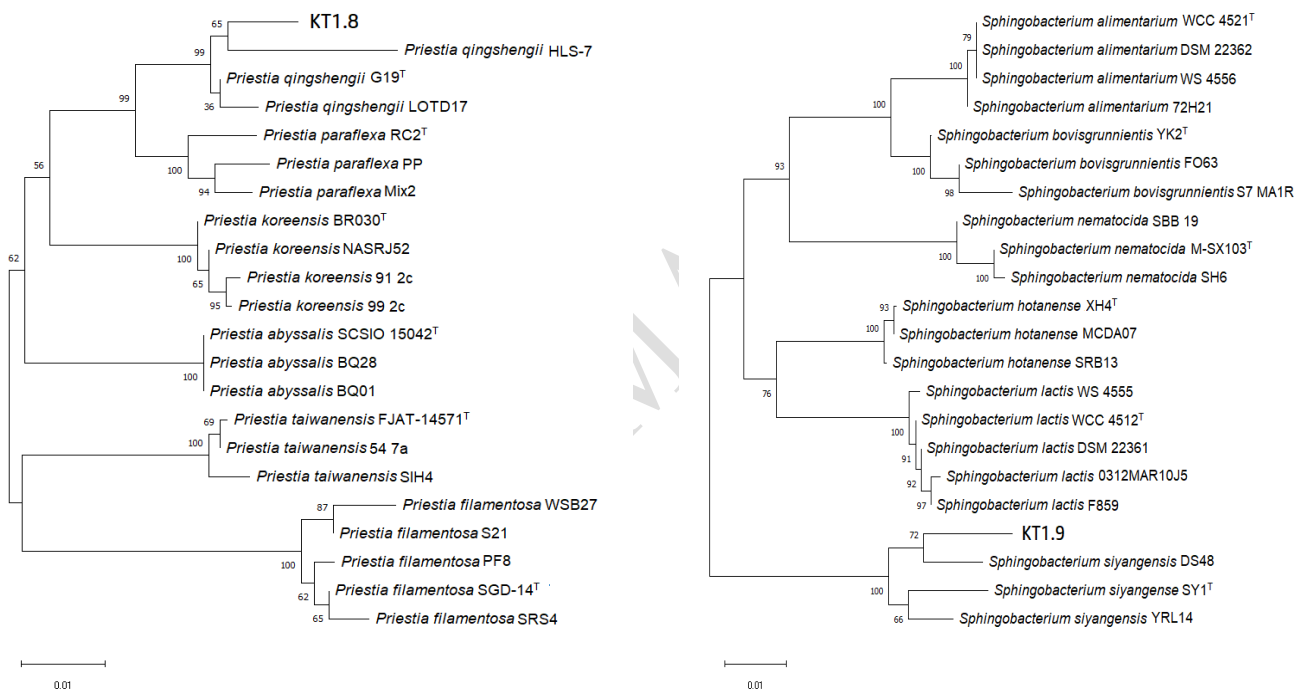 65
KT1.8
Priestia qingshengii HLS-7
99
Priestia qingshengii G19ᵀ
36
Priestia qingshengii LOTD17
99
Priestia paraflexa RC2ᵀ
100
Priestia paraflexa PP
94
Priestia paraflexa Mix2
56
Priestia koreensis BR030ᵀ
Priestia koreensis NASRJ52
100
65
Priestia koreensis 91 2c
95
Priestia koreensis 99 2c
62
Priestia abyssalis SCSIO 15042ᵀ
Priestia abyssalis BQ28
100
Priestia abyssalis BQ01
69
Priestia taiwanensis FJAT-14571ᵀ
100
Priestia taiwanensis 54 7a
Priestia taiwanensis SIH4
87
Priestia filamentosa WSB27
Priestia filamentosa S21
100
Priestia filamentosa PF8
62
Priestia filamentosa SGD-14ᵀ
65
Priestia filamentosa SRS4
0.01
Sphingobacterium alimentarium WCC 4521ᵀ
79
Sphingobacterium alimentarium DSM 22362
100
Sphingobacterium alimentarium WS 4556
Sphingobacterium alimentarium 72H21
100
Sphingobacterium bovisgrunnientis YK2ᵀ
100
Sphingobacterium bovisgrunnientis FO63
98
Sphingobacterium bovisgrunnientis S7 MA1R
93
Sphingobacterium nematocida SBB 19
100
Sphingobacterium nematocida M-SX103ᵀ
100
Sphingobacterium nematocida SH6
93
Sphingobacterium hotanense XH4ᵀ
100
Sphingobacterium hotanense MCDA07
Sphingobacterium hotanense SRB13
76
Sphingobacterium lactis WS 4555
100
Sphingobacterium lactis WCC 4512ᵀ
91
Sphingobacterium lactis DSM 22361
92
Sphingobacterium lactis 0312MAR10J5
97
Sphingobacterium lactis F859
72
KT1.9
Sphingobacterium siyangensis DS48
100
Sphingobacterium siyangense SY1ᵀ
66
Sphingobacterium siyangensis YRL14
0.01